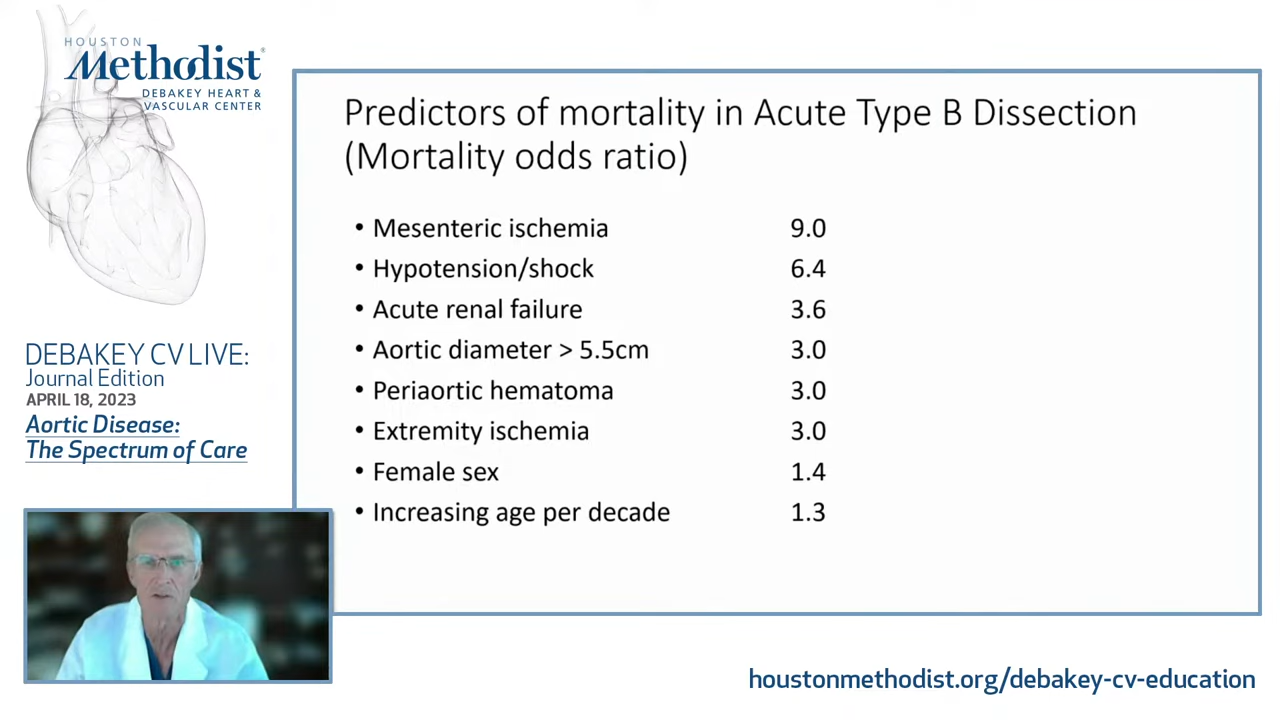 HOUSTON
Methodist®
DEBAKEY HEART &
VASCULAR CENTER
DEBAKEY CV LIVE:
Journal Edition
APRIL 18, 2023
Aortic Disease:
The Spectrum of Care
Predictors of mortality in Acute Type B Dissection
(Mortality odds ratio)
• Mesenteric ischemia 9.0
• Hypotension/shock 6.4
• Acute renal failure 3.6
• Aortic diameter > 5.5cm 3.0
• Periaortic hematoma 3.0
• Extremity ischemia 3.0
• Female sex 1.4
• Increasing age per decade 1.3
houstonmethodist.org/debakey-cv-education